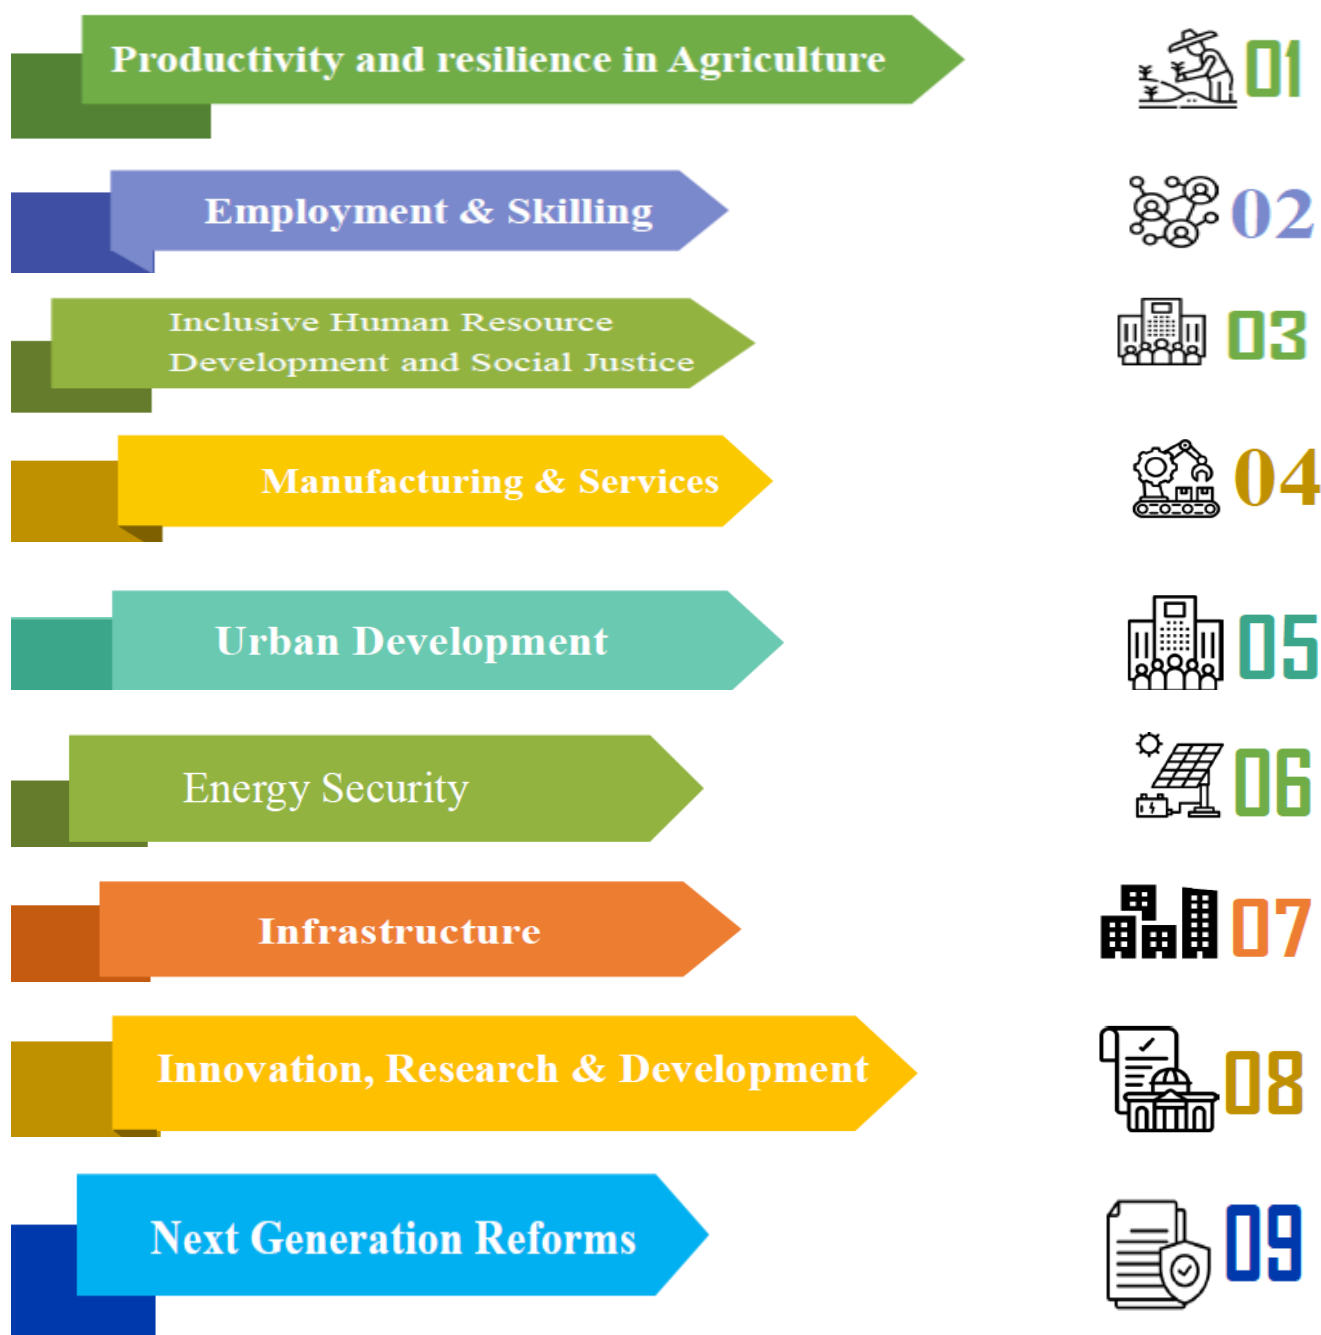 Productivity and resilience in Agriculture 01
Employment & Skilling 02
Inclusive Human Resource
Development and Social Justice 03
Manufacturing & Services 04
Urban Development 05
Energy Security 06
Infrastructure 07
Innovation, Research & Development 08
Next Generation Reforms 09